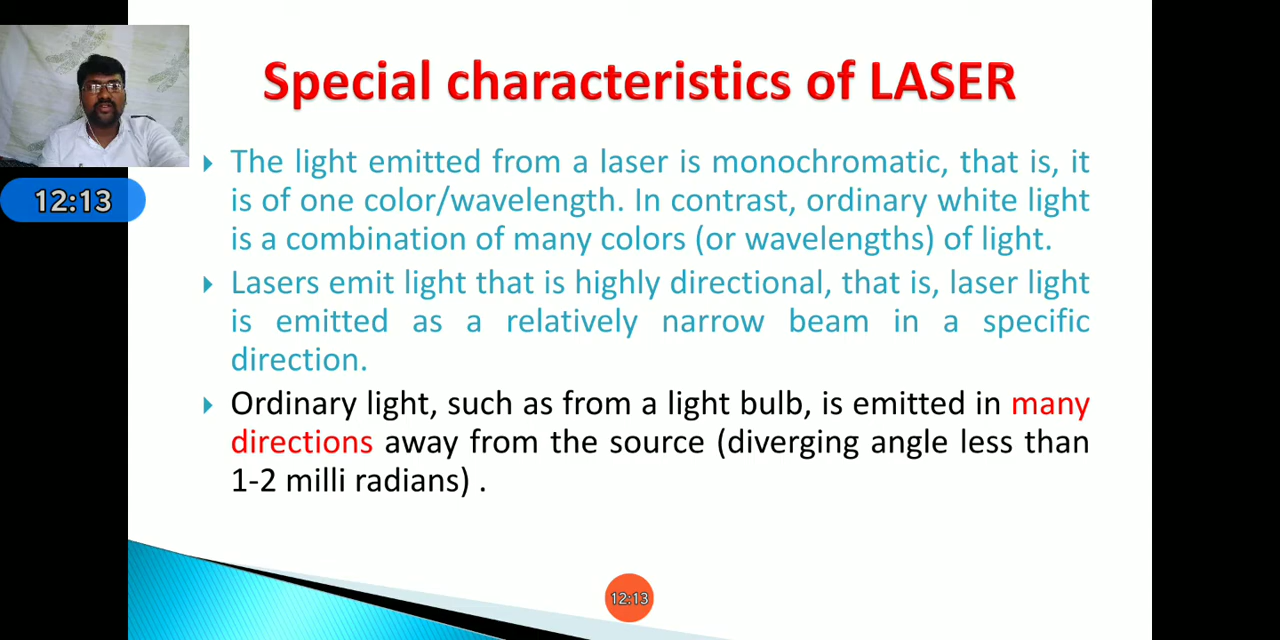 Special characteristics of LASER
The light emitted from a laser is monochromatic, that is, it
is of one color/wavelength. In contrast, ordinary white light
is a combination of many colors (or wavelengths) of light.
12:13
Lasers emit light that is highly directional, that is, laser light
is emitted as a relatively narrow beam in a specific
direction.
Ordinary light, such as from a light bulb, is emitted in many
directions away from the source (diverging angle less than
1-2 milli radians) .
12:13